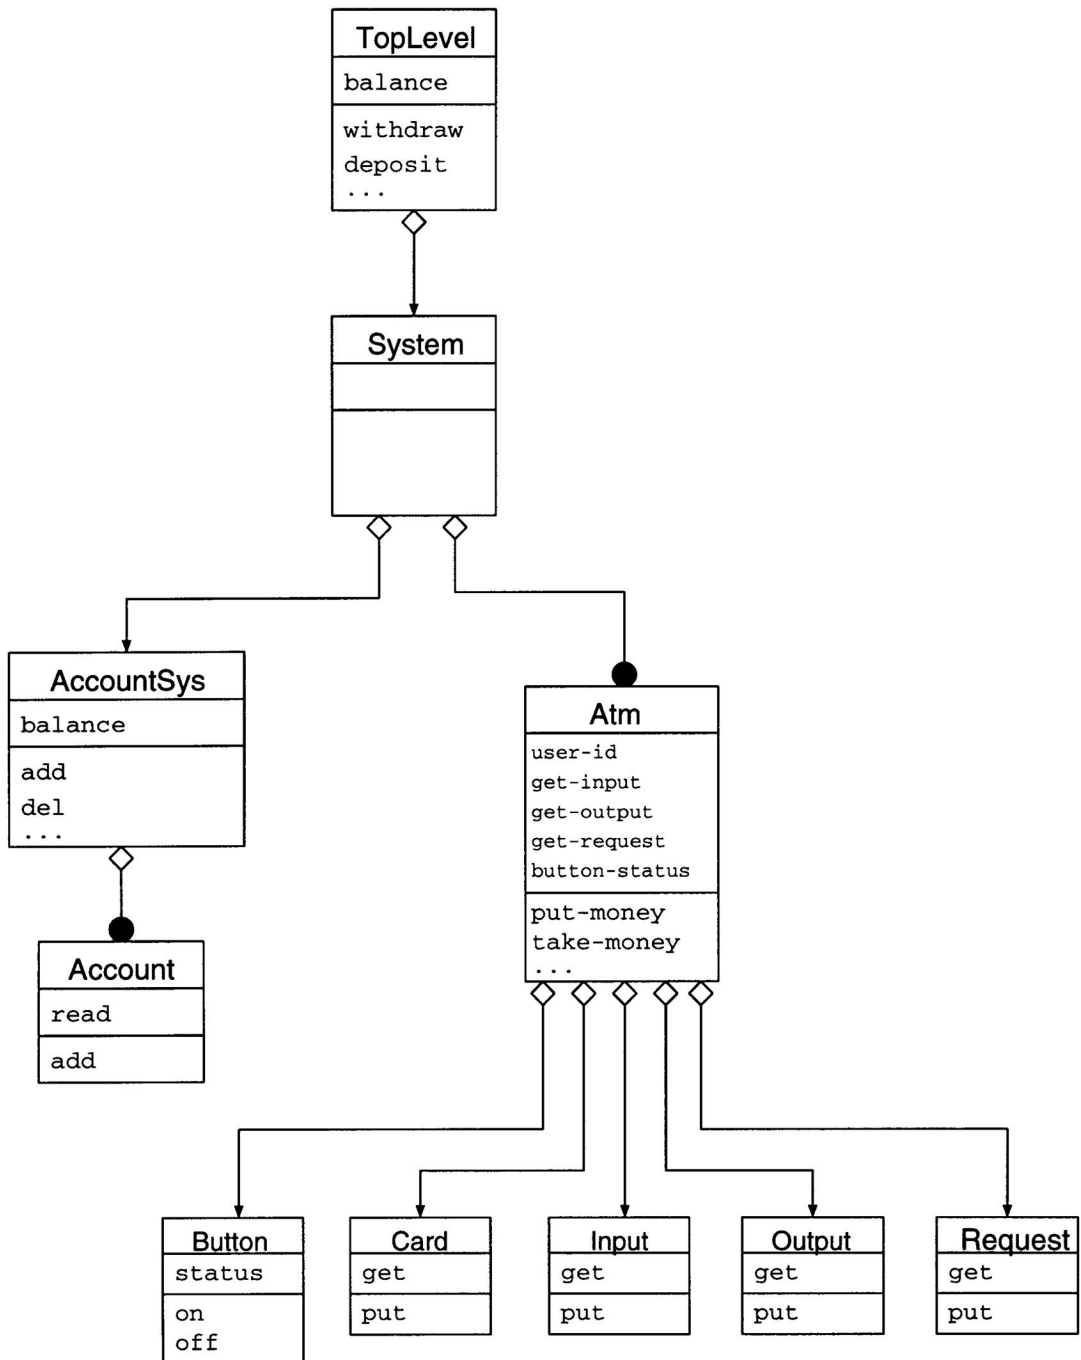 TopLevel
balance
withdraw
deposit
...
System
AccountSys
balance
add
del
...
Account
read
add
Atm
user-id
get-input
get-output
get-request
button-status
put-money
take-money
...
Button
status
on
off
Card
get
put
Input
get
put
Output
get
put
Request
get
put